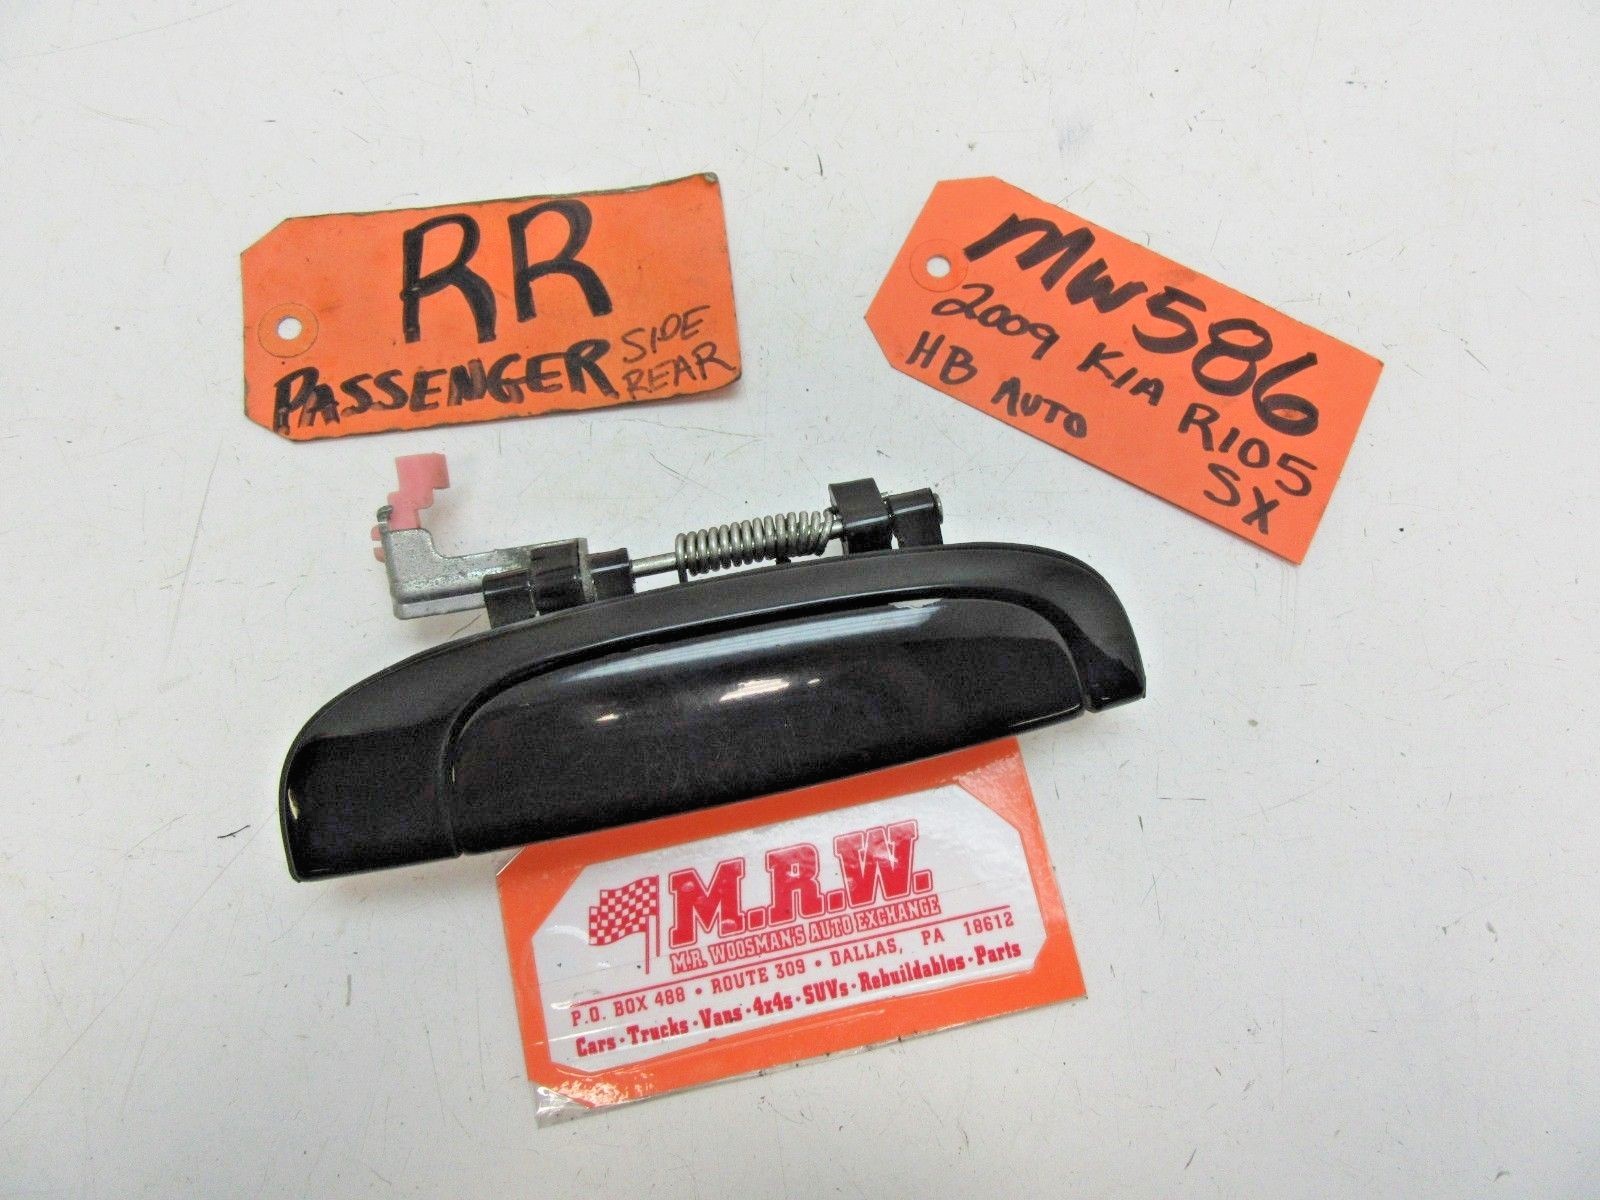 RR
PASSENGER SIDE REAR
MW586
2009 KIA RIO5
HB AUTO SX
M.R.W.
M.R. WOOSMAN'S AUTO EXCHANGE
P.O. BOX 488 • ROUTE 309 • DALLAS, PA 18612
Cars · Trucks · Vans · 4x4s · SUVs · Rebuildables · Parts